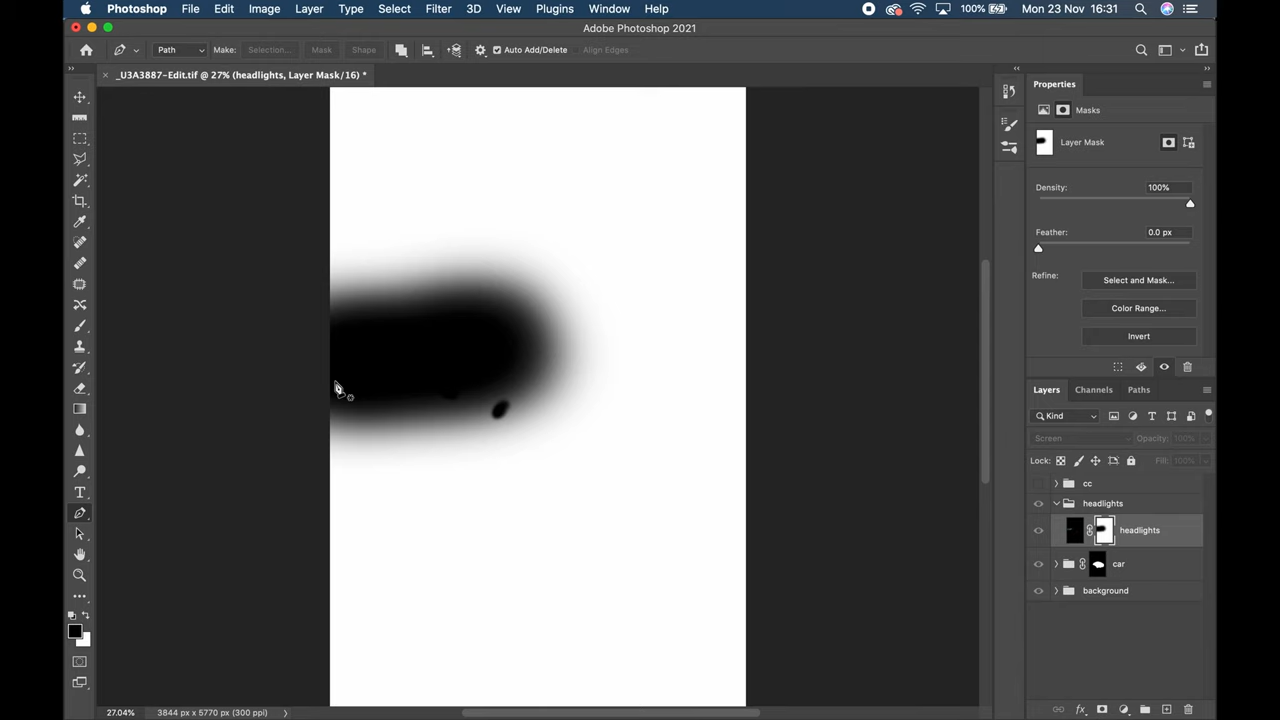 Photoshop File Edit Image Layer Type Select Filter 3D View Plugins Window Help 100% Mon 23 Nov 16:31
Adobe Photoshop 2021
Path Make: Selection... Mask Shape Auto Add/Delete Align Edges
_U3A3887-Edit.tif @ 27% (headlights, Layer Mask/16) *
Properties
Masks
Layer Mask
Density: 100%
Feather: 0.0 px
Refine: Select and Mask...
Color Range...
Invert
Layers Channels Paths
Kind
Screen Opacity: 100%
Lock: Fill: 100%
cc
headlights
headlights
car
background
27.04% 3844 px x 5770 px (300 ppi)